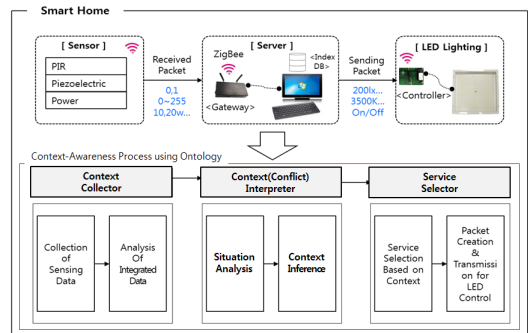 Smart Home
[ Sensor ]
PIR
Piezoelectric
Power
Received
Packet
0,1
0~255
10,20w...
[ Server ]
ZigBee
<Gateway>
<Index
DB>
Sending
Packet
200lx...
3500K...
On/Off
[ LED Lighting ]
<Controller>
Context-Awareness Process using Ontology
Context
Collector
Context(Conflict)
Interpreter
Service
Selector
Collection
of
Sensing
Data
Analysis
Of
Integrated
Data
Situation
Analysis
Context
Inference
Service
Selection
Based on
Context
Packet
Creation
&
Transmissi
on for
LED
Control